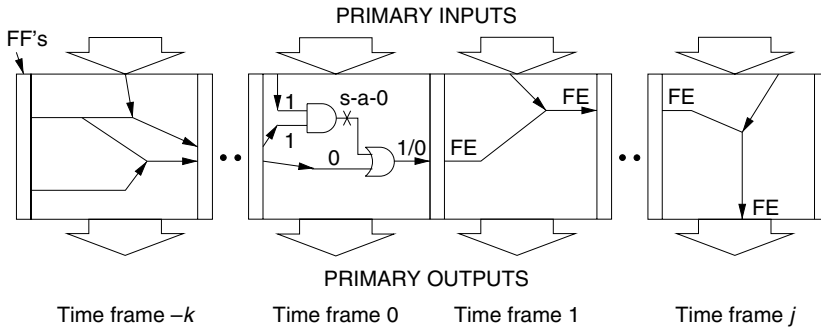 PRIMARY INPUTS
FF's
s-a-0
1
1
0
1/0
FE
FE
FE
FE
PRIMARY OUTPUTS
Time frame –k
Time frame 0
Time frame 1
Time frame j